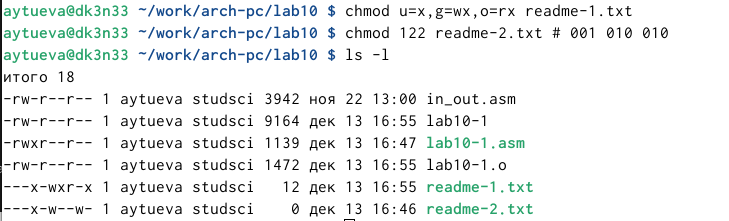 aytueva@dk3n33 ~/work/arch-pc/lab10 $ chmod u=x,g=wx,o=rx readme-1.txt
aytueva@dk3n33 ~/work/arch-pc/lab10 $ chmod 122 readme-2.txt # 001 010 010
aytueva@dk3n33 ~/work/arch-pc/lab10 $ ls -l
итого 18
-rw-r--r-- 1 aytueva studsci 3942 ноя 22 13:00 in_out.asm
-rw-r--r-- 1 aytueva studsci 9164 дек 13 16:55 lab10-1
-rwxr--r-- 1 aytueva studsci 1139 дек 13 16:47 lab10-1.asm
-rw-r--r-- 1 aytueva studsci 1472 дек 13 16:55 lab10-1.o
---x-wxr-x 1 aytueva studsci 12 дек 13 16:55 readme-1.txt
---x-w--w- 1 aytueva studsci 0 дек 13 16:46 readme-2.txt